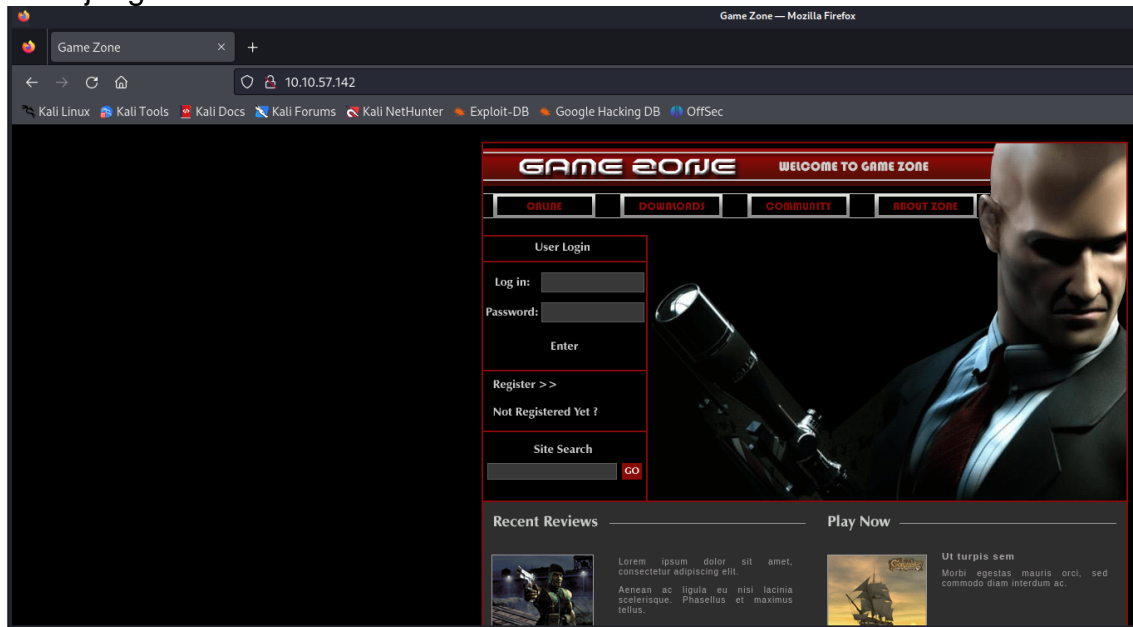 Game Zone — Mozilla Firefox
Game Zone × +
10.10.57.142
Kali Linux Kali Tools Kali Docs Kali Forums Kali NetHunter Exploit-DB Google Hacking DB OffSec
GAME ZONE WELCOME TO GAME ZONE
ONLINE DOWNLOADS COMMUNITY ABOUT ZONE
User Login
Log in:
Password:
Enter
Register >>
Not Registered Yet ?
Site Search
GO
Recent Reviews
Lorem ipsum dolor sit amet,
consectetur adipiscing elit.
Aenean ac ligula eu nisi lacinia
scelerisque. Phasellus et maximus
tellus.
Play Now
Ut turpis sem
Morbi egestas mauris orci, sed
commodo diam interdum ac.